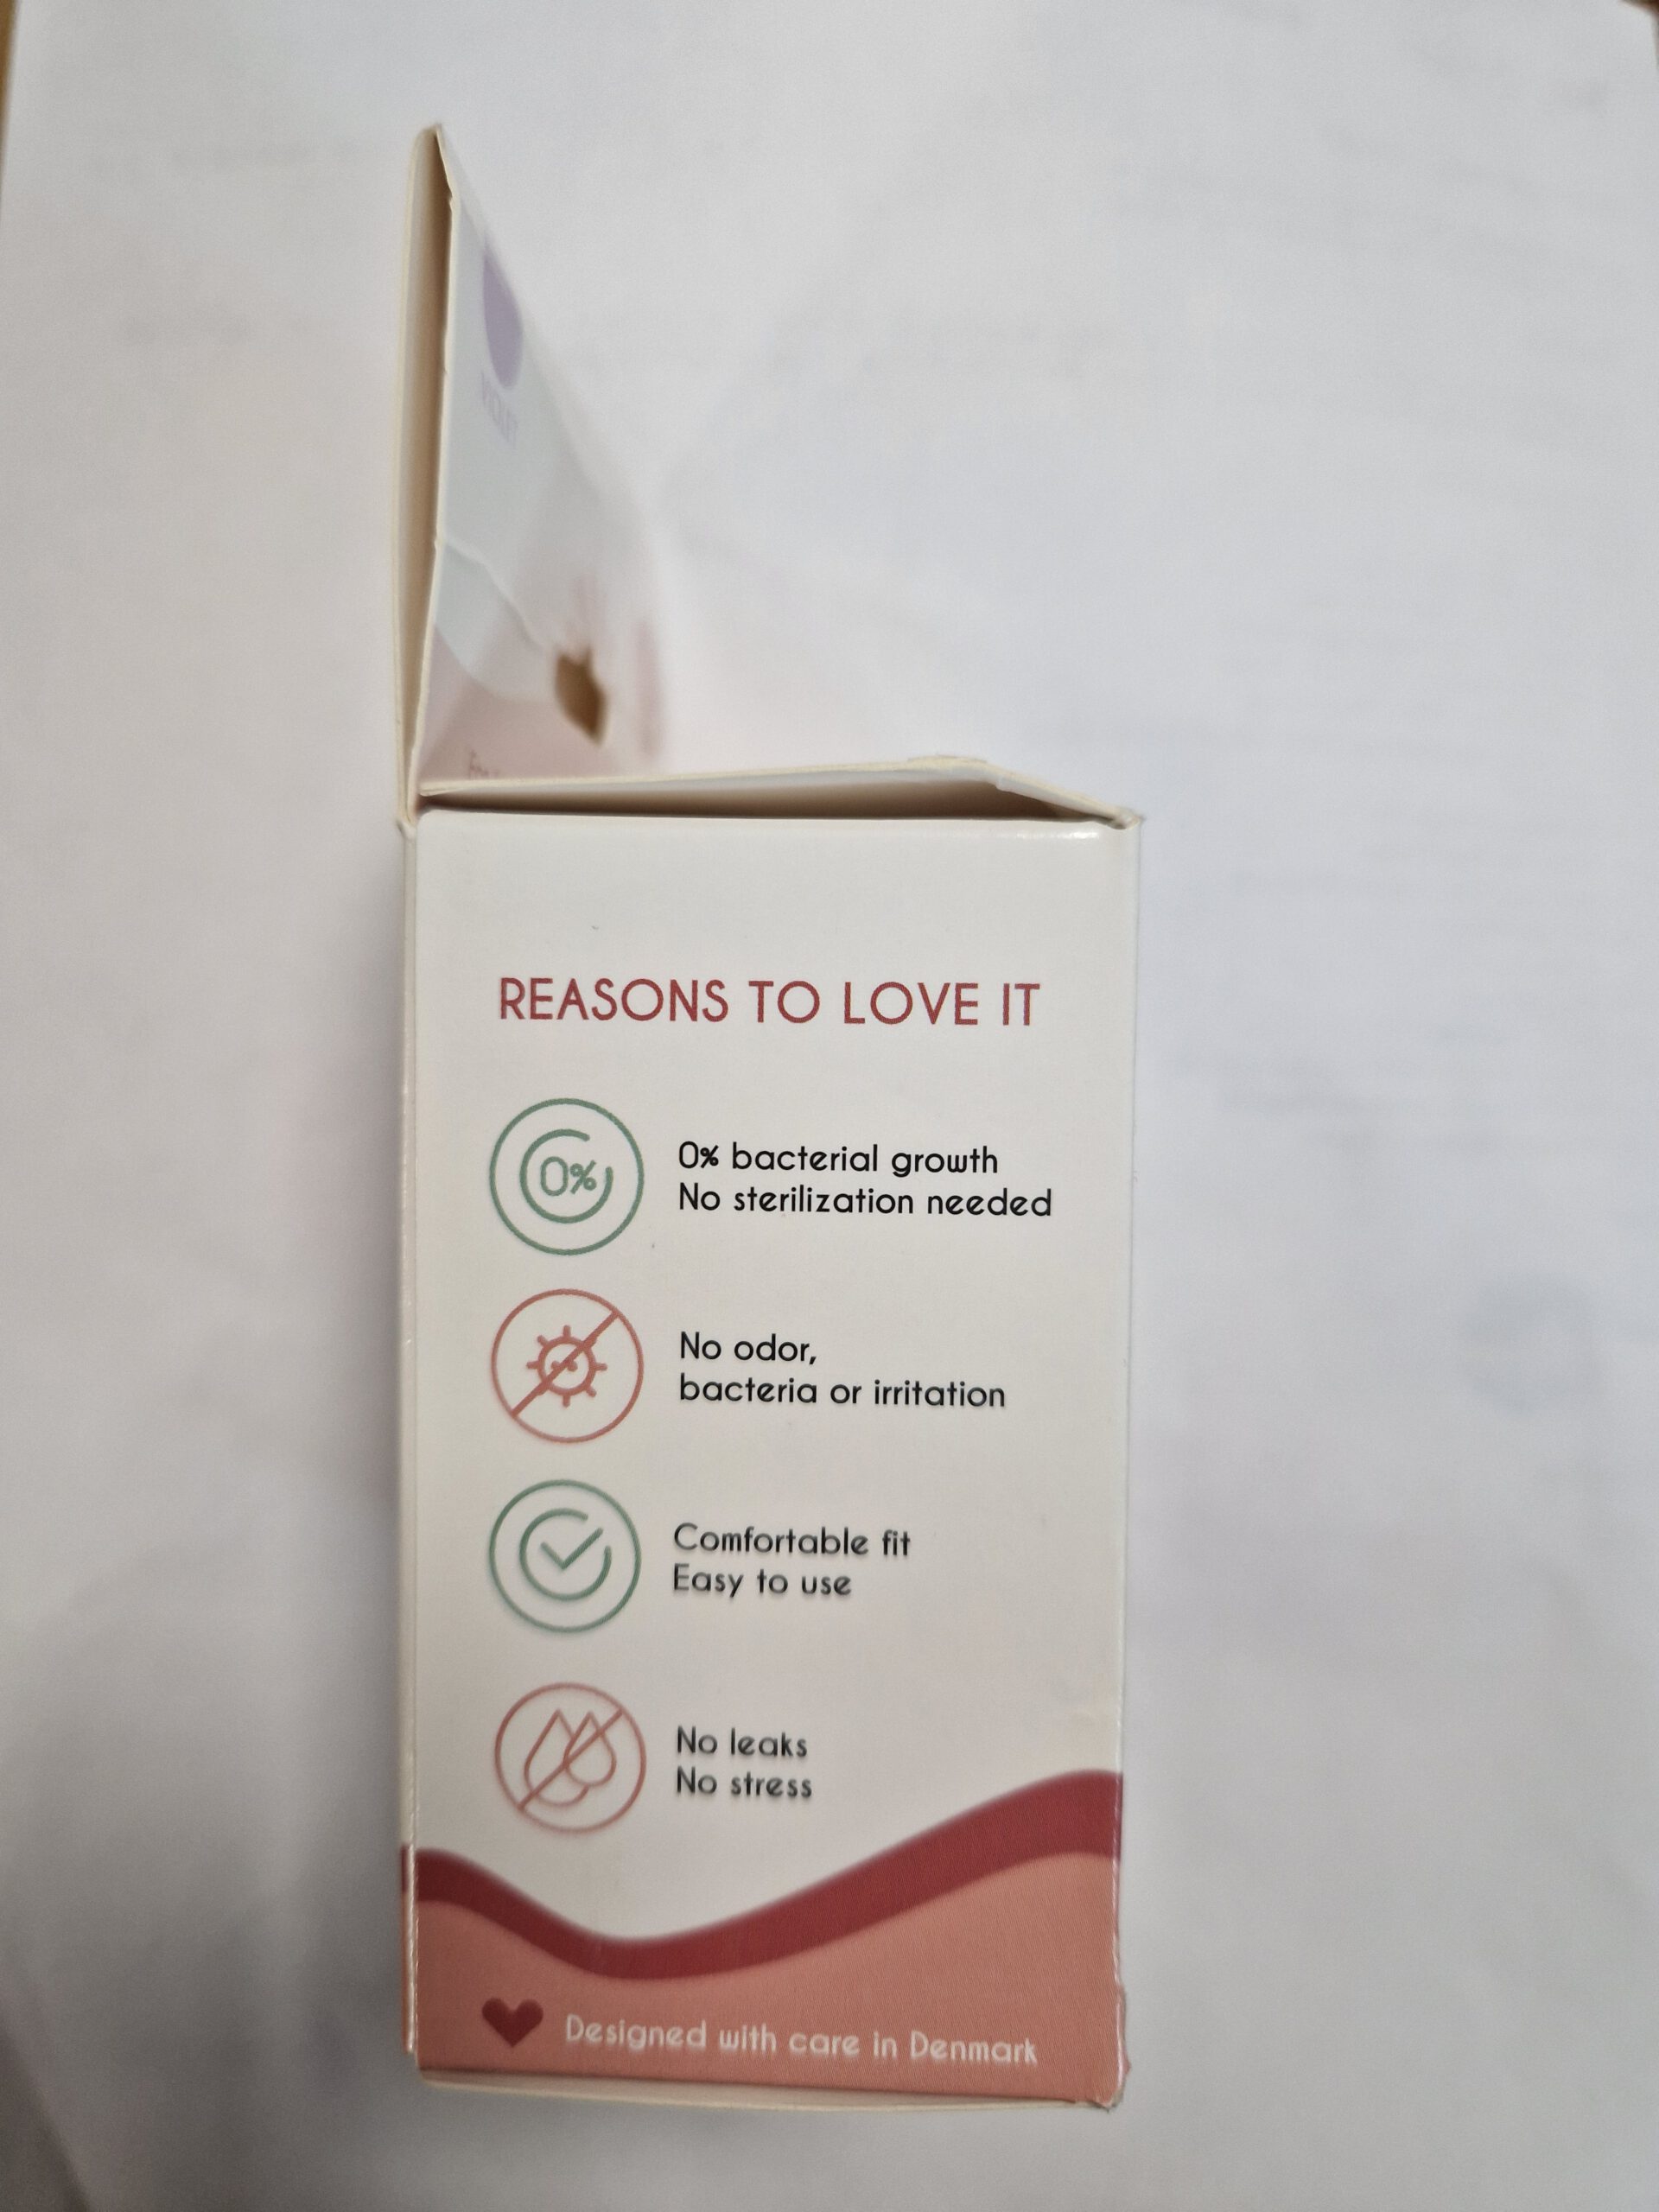 REASONS TO LOVE IT
0%
0% bacterial growth
No sterilization needed
No odor,
bacteria or irritation
Comfortable fit
Easy to use
No leaks
No stress
Designed with care in Denmark